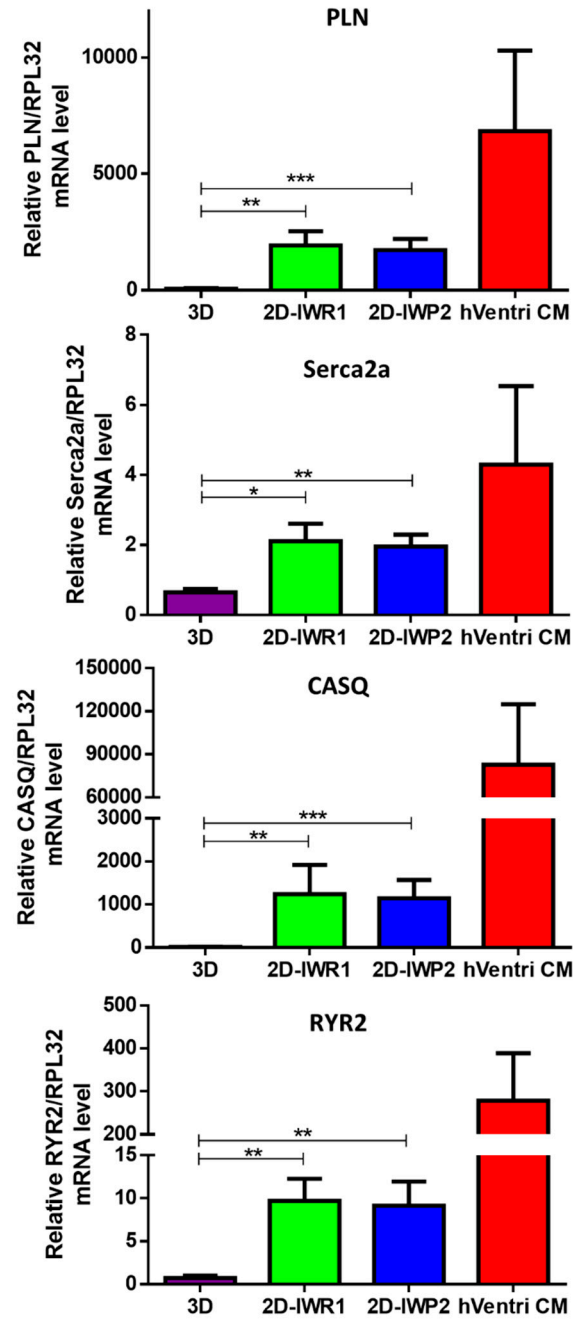 PLN
Relative PLN/RPL32
mRNA level
10000
5000
0
***
**
3D 2D-IWR1 2D-IWP2 hVentri CM
Serca2a
Relative Serca2a/RPL32
mRNA level
8
6
4
2
0
**
*
3D 2D-IWR1 2D-IWP2 hVentri CM
CASQ
Relative CASQ/RPL32
mRNA level
150000
120000
90000
60000
3000
2000
1000
0
***
**
3D 2D-IWR1 2D-IWP2 hVentri CM
RYR2
Relative RYR2/RPL32
mRNA level
500
400
300
200
15
10
5
0
**
**
3D 2D-IWR1 2D-IWP2 hVentri CM